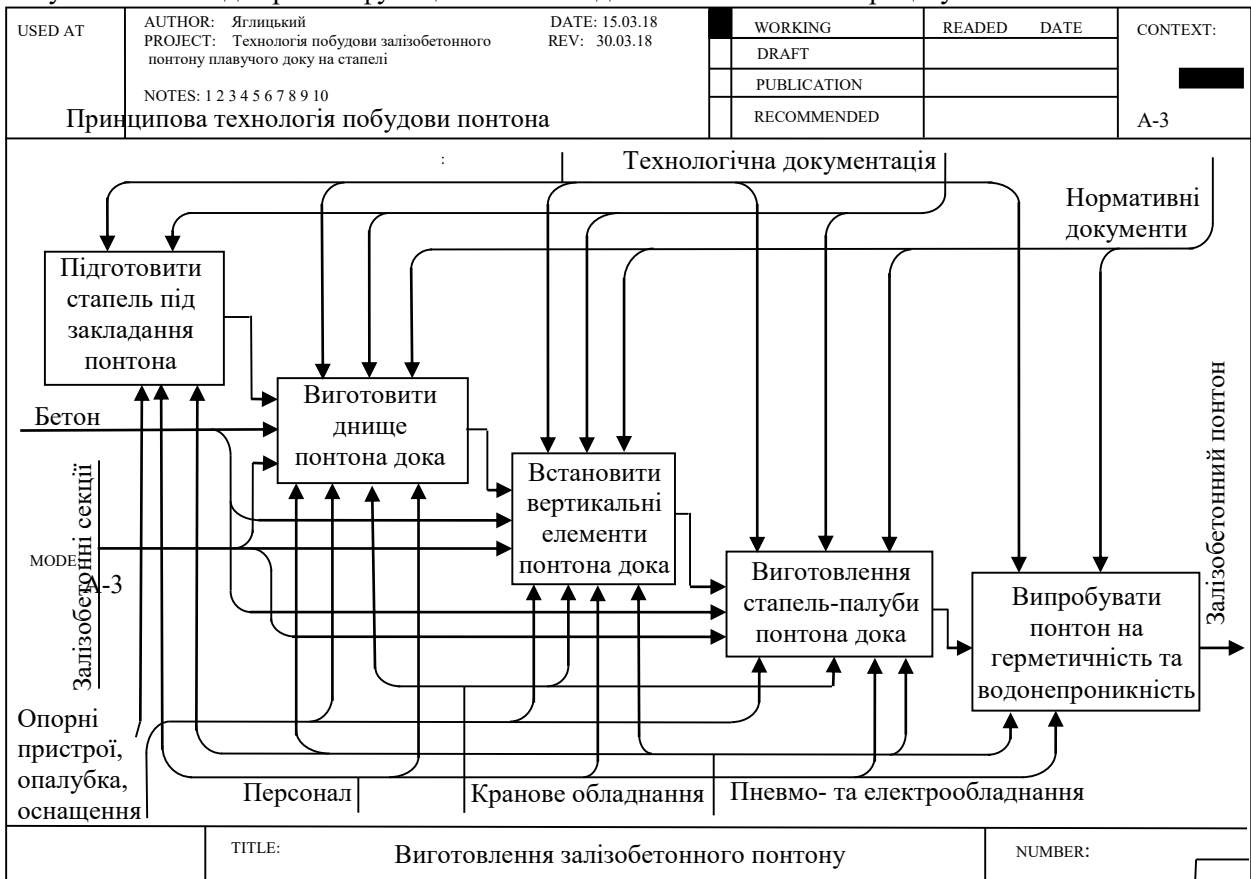 USED AT
AUTHOR: Яглицький
DATE: 15.03.18
PROJECT: Технологія побудови залізобетонного
REV: 30.03.18
понтону плавучого доку на стапелі
NOTES: 1 2 3 4 5 6 7 8 9 10
Принципова технологія побудови понтона
WORKING
READED DATE
CONTEXT:
DRAFT
PUBLICATION
RECOMMENDED
A-3
:
Технологічна документація
Нормативні
документи
Підготовити
стапель під
закладання
понтона
Виготовити
днище
понтона дока
Бетон
Встановити
вертикальні
елементи
понтона дока
Залізобетонні секції
MODE
A-3
Виготовлення
стапель-палуби
понтона дока
Випробувати
понтон на
герметичність та
водонепроникність
Залізобетонний понтон
Опорні
пристрої,
опалубка,
оснащення
Персонал
Кранове обладнання
Пневмо- та електрообладнання
TITLE:
Виготовлення залізобетонного понтону
NUMBER: